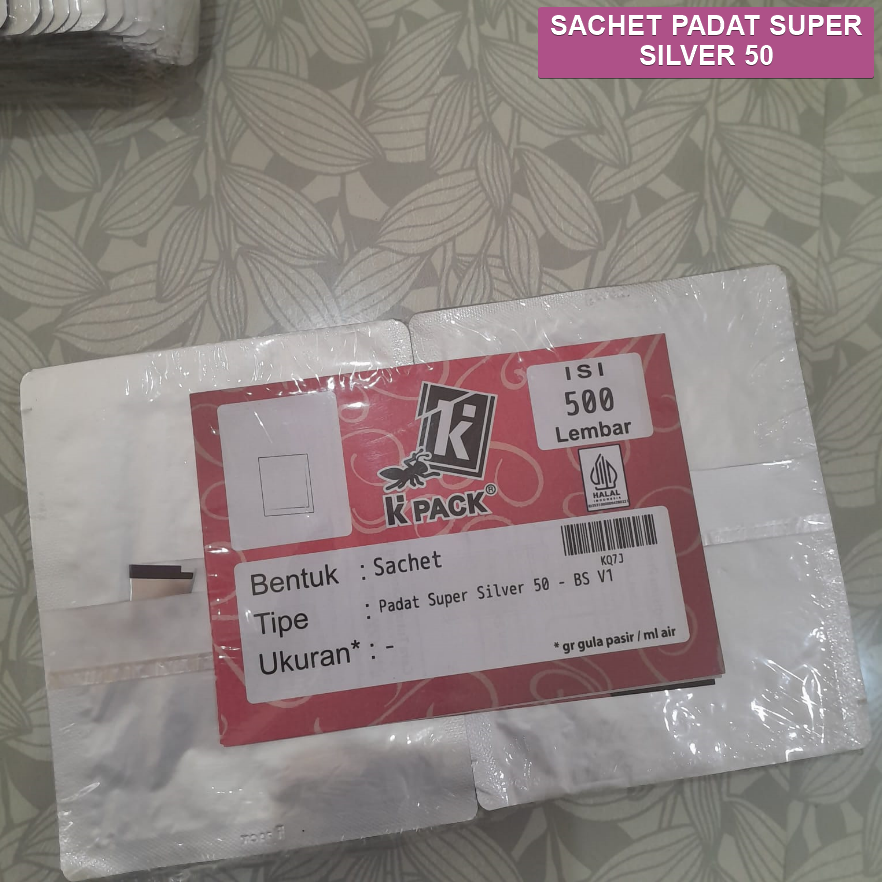 SACHET PADAT SUPER
SILVER 50
ISI
500
Lembar
K PACK®
HALAL
INDONESIA
KQ7J
Bentuk : Sachet
Tipe : Padat Super Silver 50 - BS V1
Ukuran* : -
* gr gula pasir / ml air